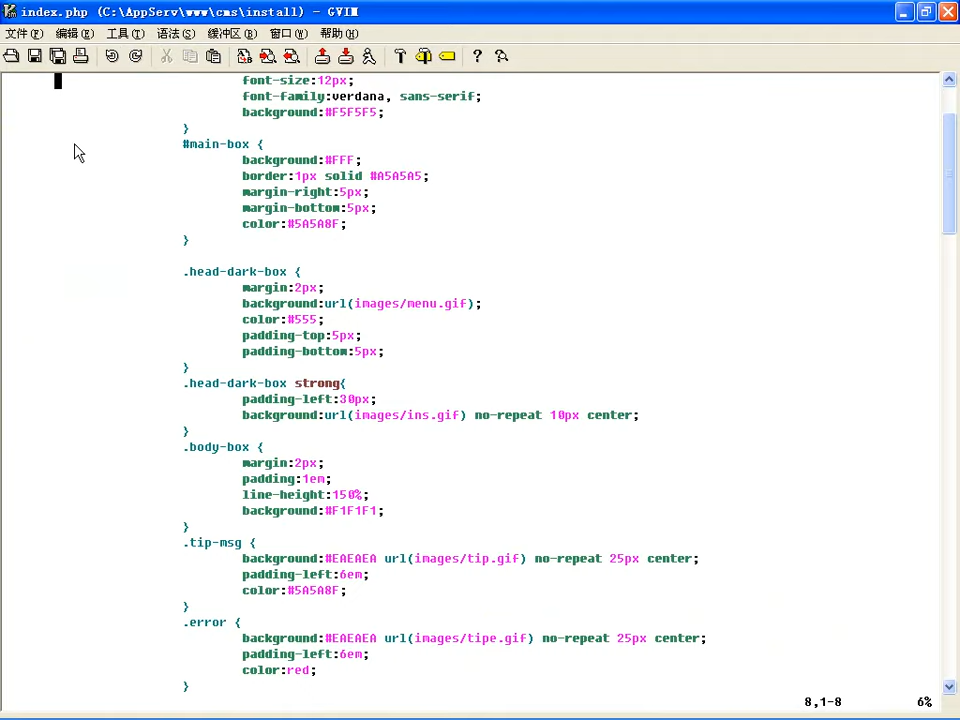 index.php (C:\AppServ\www\cms\install) - GVIM
文件(F) 编辑(E) 工具(T) 语法(S) 缓冲区(B) 窗口(W) 帮助(H)
font-size:12px;
font-family:verdana, sans-serif;
background:#F5F5F5;
}
#main-box {
background:#FFF;
border:1px solid #A5A5A5;
margin-right:5px;
margin-bottom:5px;
color:#5A5A8F;
}
.head-dark-box {
margin:2px;
background:url(images/menu.gif);
color:#555;
padding-top:5px;
padding-bottom:5px;
}
.head-dark-box strong{
padding-left:30px;
background:url(images/ins.gif) no-repeat 10px center;
}
.body-box {
margin:2px;
padding:1em;
line-height:150%;
background:#F1F1F1;
}
.tip-msg {
background:#EAEAEA url(images/tip.gif) no-repeat 25px center;
padding-left:6em;
color:#5A5A8F;
}
.error {
background:#EAEAEA url(images/tipe.gif) no-repeat 25px center;
padding-left:6em;
color:red;
}
8,1-8 6%